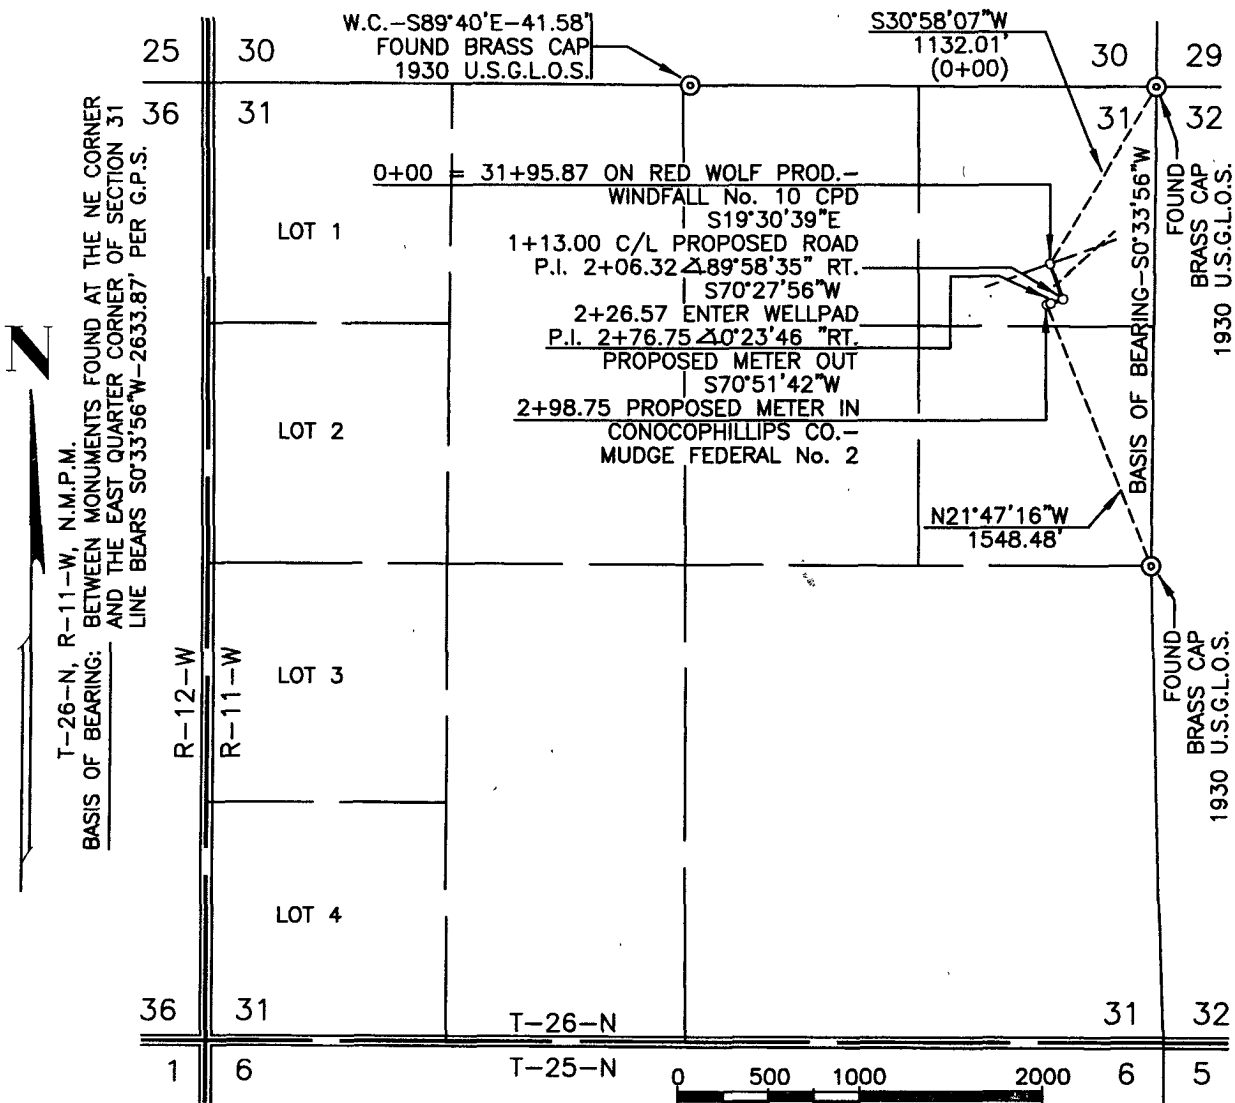 W.C.-S89°40'E-41.58'
FOUND BRASS CAP
1930 U.S.G.L.O.S.
S30°58'07"W
1132.01'
(0+00)
25
30
30
29
36
31
31
32
0+00 = 31+95.87 ON RED WOLF PROD.-
WINDFALL No. 10 CPD
S19°30'39"E
1+13.00 C/L PROPOSED ROAD
P.I. 2+06.32 ∆89°58'35" RT.
S70°27'56"W
2+26.57 ENTER WELLPAD
P.I. 2+76.75 ∆0°23'46 "RT.
PROPOSED METER OUT
S70°51'42"W
2+98.75 PROPOSED METER IN
CONOCOPHILLIPS CO.-
MUDGE FEDERAL No. 2
LOT 1
LOT 2
LOT 3
LOT 4
BASIS OF BEARING-S0°33'56"W
FOUND
BRASS CAP
1930 U.S.G.L.O.S.
N21°47'16"W
1548.48'
FOUND
BRASS CAP
1930 U.S.G.L.O.S.
N
T-26-N, R-11-W, N.M.P.M.
BASIS OF BEARING: BETWEEN MONUMENTS FOUND AT THE NE CORNER
AND THE EAST QUARTER CORNER OF SECTION 31
LINE BEARS S0°33'56"W-2633.87' PER G.P.S.
R-12-W
R-11-W
36
31
T-26-N
31
32
1
6
T-25-N
6
5
0 500 1000 2000